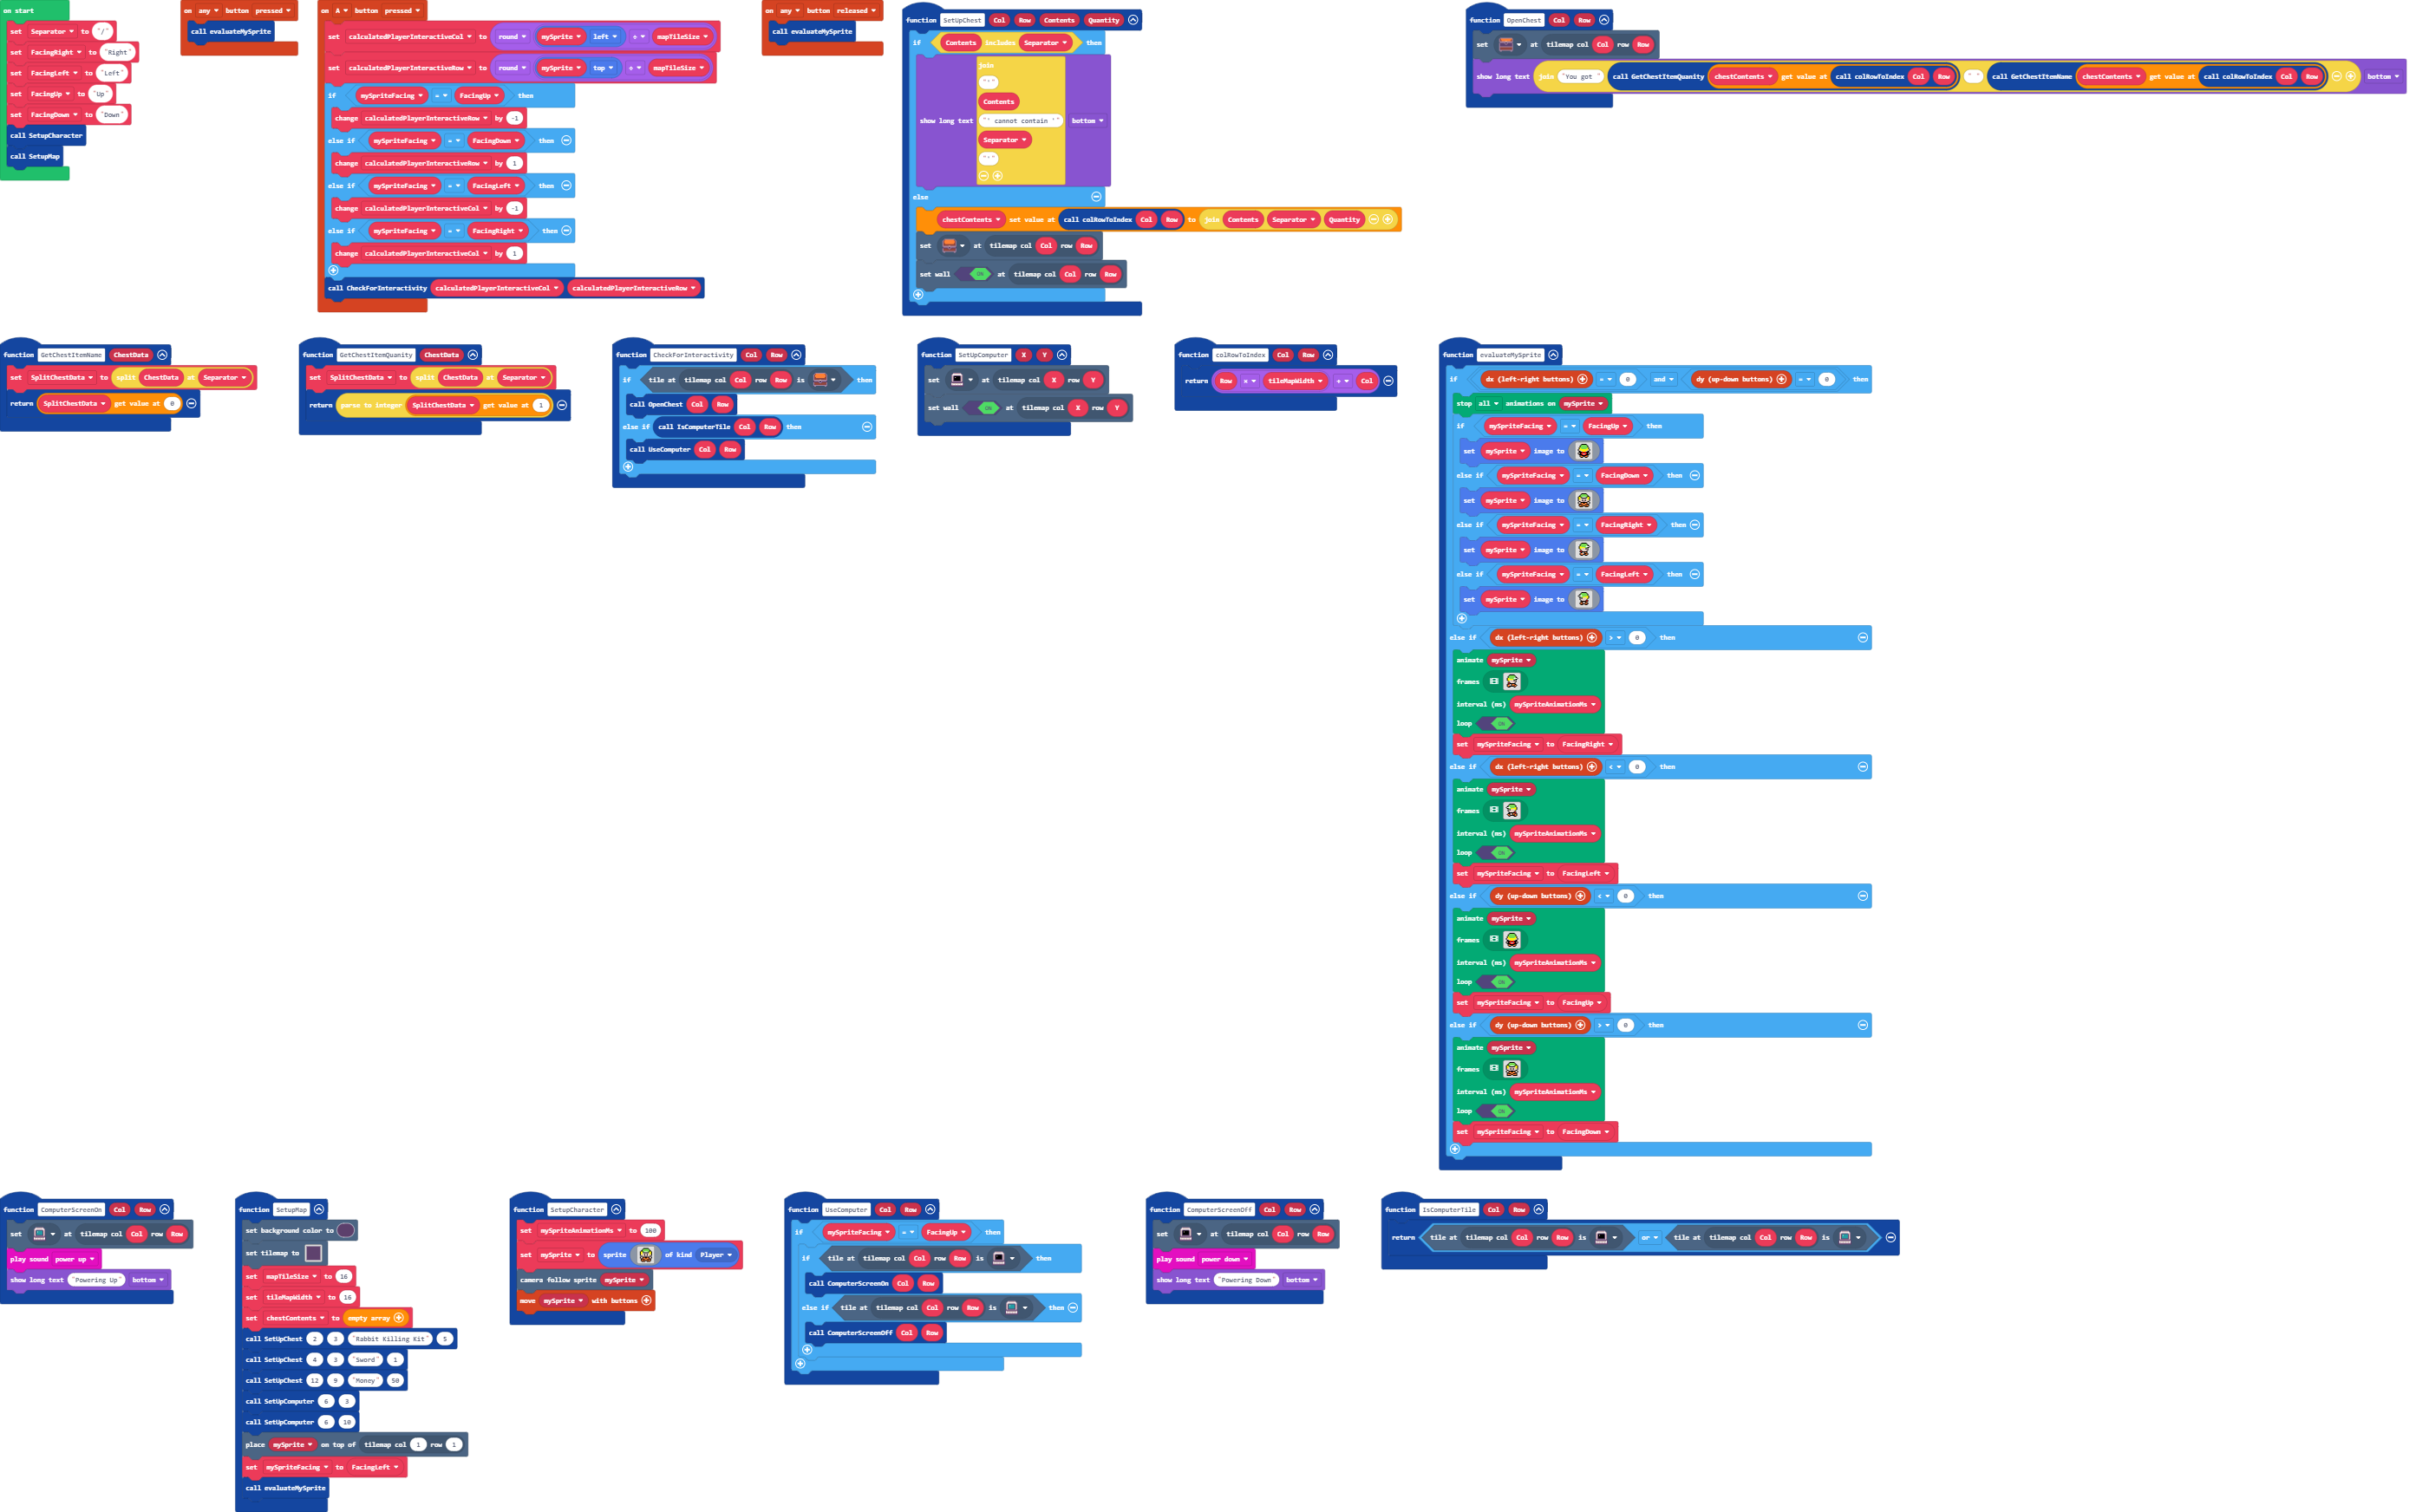 on start
set Separator to "/"
set FacingRight to "Right"
set FacingLeft to "Left"
set FacingUp to "Up"
set FacingDown to "Down"
call SetupCharacter
call SetupMap
on any button pressed
call evaluateMySprite
on A button pressed
set calculatedPlayerInteractiveCol to round mySprite left ÷ mapTileSize
set calculatedPlayerInteractiveRow to round mySprite top ÷ mapTileSize
if mySpriteFacing = FacingUp then
change calculatedPlayerInteractiveRow by -1
else if mySpriteFacing = FacingDown then
change calculatedPlayerInteractiveRow by 1
else if mySpriteFacing = FacingLeft then
change calculatedPlayerInteractiveCol by -1
else if mySpriteFacing = FacingRight then
change calculatedPlayerInteractiveCol by 1
call CheckForInteractivity calculatedPlayerInteractiveCol calculatedPlayerInteractiveRow
on any button released
call evaluateMySprite
function SetUpChest Col Row Contents Quantity
if Contents includes Separator then
join
"'"
Contents
show long text "' cannot contain '" bottom
Separator
"'"
else
chestContents set value at call colRowToIndex Col Row to join Contents Separator Quantity
set at tilemap col Col row Row
set wall ON at tilemap col Col row Row
function OpenChest Col Row
set at tilemap col Col row Row
show long text join "You got " call GetChestItemQuanity chestContents get value at call colRowToIndex Col Row " " call GetChestItemName chestContents get value at call colRowToIndex Col Row bottom
function GetChestItemName ChestData
set SplitChestData to split ChestData at Separator
return SplitChestData get value at 0
function GetChestItemQuanity ChestData
set SplitChestData to split ChestData at Separator
return parse to integer SplitChestData get value at 1
function CheckForInteractivity Col Row
if tile at tilemap col Col row Row is then
call OpenChest Col Row
else if call IsComputerTile Col Row then
call UseComputer Col Row
function SetUpComputer X Y
set at tilemap col X row Y
set wall ON at tilemap col X row Y
function colRowToIndex Col Row
return Row × tileMapWidth + Col
function evaluateMySprite
if dx (left-right buttons) = 0 and dy (up-down buttons) = 0 then
stop all animations on mySprite
if mySpriteFacing = FacingUp then
set mySprite image to
else if mySpriteFacing = FacingDown then
set mySprite image to
else if mySpriteFacing = FacingRight then
set mySprite image to
else if mySpriteFacing = FacingLeft then
set mySprite image to
else if dx (left-right buttons) > 0 then
animate mySprite
frames
interval (ms) mySpriteAnimationMs
loop ON
set mySpriteFacing to FacingRight
else if dx (left-right buttons) < 0 then
animate mySprite
frames
interval (ms) mySpriteAnimationMs
loop ON
set mySpriteFacing to FacingLeft
else if dy (up-down buttons) < 0 then
animate mySprite
frames
interval (ms) mySpriteAnimationMs
loop ON
set mySpriteFacing to FacingUp
else if dy (up-down buttons) > 0 then
animate mySprite
frames
interval (ms) mySpriteAnimationMs
loop ON
set mySpriteFacing to FacingDown
function ComputerScreenOn Col Row
set at tilemap col Col row Row
play sound power up
show long text "Powering Up" bottom
function SetupMap
set background color to
set tilemap to
set mapTileSize to 16
set tileMapWidth to 16
set chestContents to empty array
call SetUpChest 2 3 "Rabbit Killing Kit" 5
call SetUpChest 4 3 "Sword" 1
call SetUpChest 12 9 "Money" 50
call SetUpComputer 6 3
call SetUpComputer 6 10
place mySprite on top of tilemap col 1 row 1
set mySpriteFacing to FacingLeft
call evaluateMySprite
function SetupCharacter
set mySpriteAnimationMs to 100
set mySprite to sprite of kind Player
camera follow sprite mySprite
move mySprite with buttons
function UseComputer Col Row
if mySpriteFacing = FacingUp then
if tile at tilemap col Col row Row is then
call ComputerScreenOn Col Row
else if tile at tilemap col Col row Row is then
call ComputerScreenOff Col Row
function ComputerScreenOff Col Row
set at tilemap col Col row Row
play sound power down
show long text "Powering Down" bottom
function IsComputerTile Col Row
return tile at tilemap col Col row Row is or tile at tilemap col Col row Row is